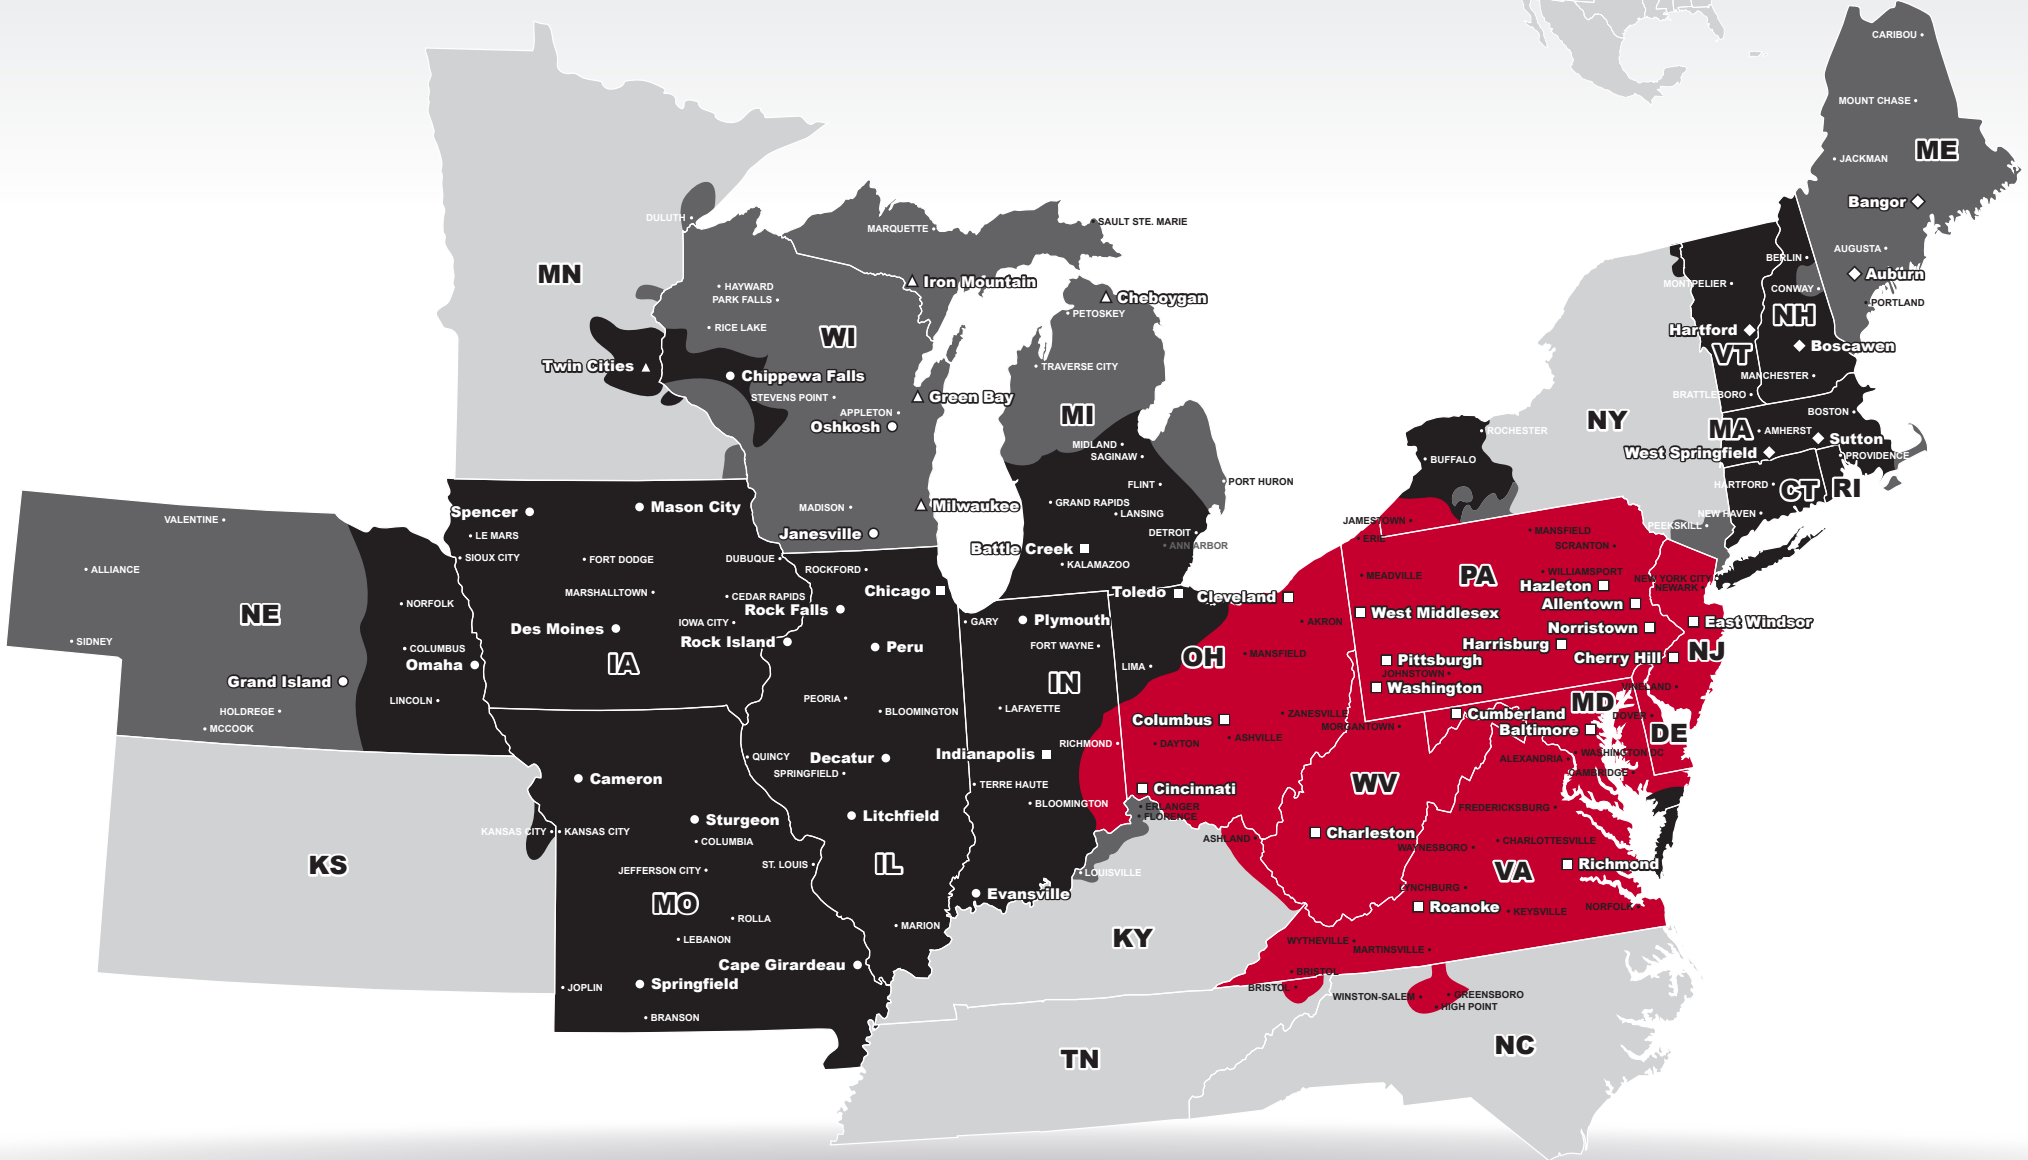 CARIBOU
MOUNT CHASE
ME
JACKMAN
Bangor
DULUTH
MARQUETTE
SAULT STE. MARIE
AUGUSTA
BERLIN
MN
Auburn
Iron Mountain
MONTPELIER
HAYWARD
CONWAY
PARK FALLS
Cheboygan
PORTLAND
PETOSKEY
NH
RICE LAKE
Hartford
WI
Boscawen
VT
Twin Cities
TRAVERSE CITY
Chippewa Falls
MANCHESTER
STEVENS POINT
Green Bay
BRATTLEBORO
APPLETON
MI
BOSTON
NY
Oshkosh
ROCHESTER
MA
AMHERST
MIDLAND
Sutton
SAGINAW
BUFFALO
West Springfield
PROVIDENCE
FLINT
PORT HURON
HARTFORD
CT
RI
GRAND RAPIDS
Mason City
MADISON
Milwaukee
Spencer
LANSING
NEW HAVEN
VALENTINE
JAMESTOWN
PEEKSKILL
LE MARS
Janesville
DETROIT
MANSFIELD
ERIE
ANN ARBOR
SCRANTON
Battle Creek
SIOUX CITY
FORT DODGE
DUBUQUE
KALAMAZOO
ALLIANCE
ROCKFORD
MEADVILLE
PA
WILLIAMSPORT
NEW YORK CITY
Hazleton
NEWARK
MARSHALLTOWN
Chicago
Toledo
Cleveland
CEDAR RAPIDS
NORFOLK
Allentown
Rock Falls
West Middlesex
NE
IOWA CITY
GARY
Plymouth
AKRON
East Windsor
Des Moines
Norristown
SIDNEY
Rock Island
Peru
FORT WAYNE
Harrisburg
COLUMBUS
MANSFIELD
NJ
Omaha
IA
LIMA
OH
Pittsburgh
Cherry Hill
JOHNSTOWN
Grand Island
IN
Washington
VINELAND
LINCOLN
PEORIA
MD
HOLDREGE
BLOOMINGTON
LAFAYETTE
Columbus
ZANESVILLE
Cumberland
DOVER
MCCOOK
MORGANTOWN
Baltimore
DE
ASHVILLE
RICHMOND
DAYTON
QUINCY
Decatur
Indianapolis
WASHINGTON DC
ALEXANDRIA
SPRINGFIELD
CAMBRIDGE
Cameron
TERRE HAUTE
WV
Cincinnati
BLOOMINGTON
ERLANGER
FREDERICKSBURG
Litchfield
FLORENCE
Sturgeon
KANSAS CITY
KANSAS CITY
Charleston
ASHLAND
COLUMBIA
CHARLOTTESVILLE
WAYNESBORO
KS
ST. LOUIS
IL
Richmond
JEFFERSON CITY
LOUISVILLE
VA
LYNCHBURG
Evansville
MO
Roanoke
NORFOLK
KEYSVILLE
ROLLA
MARION
LEBANON
KY
WYTHEVILLE
MARTINSVILLE
Cape Girardeau
BRISTOL
Springfield
JOPLIN
BRISTOL
WINSTON-SALEM
GREENSBORO
HIGH POINT
BRANSON
NC
TN